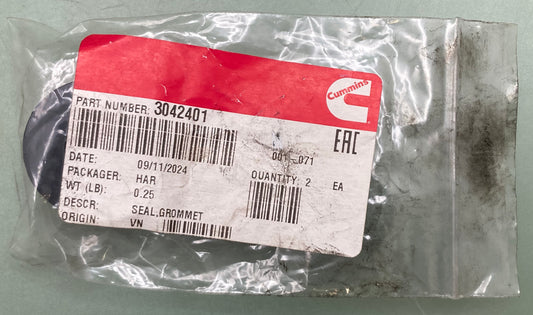 Cummins
PART NUMBER: 3042401
EAC
001 _071
DATE: 09/11/2024
PACKAGER: HAR
QUANTITY 2 EA
WT (LB): 0.25
DESCR: SEAL,GROMMET
ORIGIN: VN